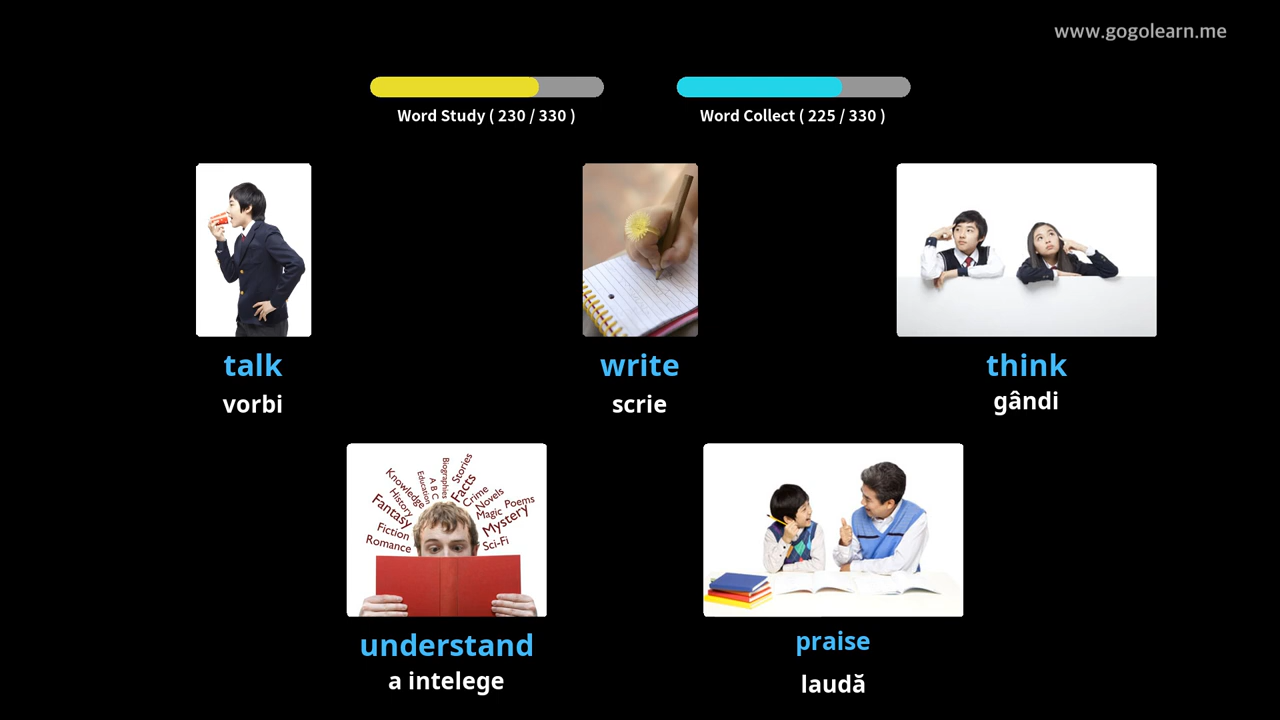 www.gogolearn.me
Word Study ( 230 / 330 )
Word Collect ( 225 / 330 )
talk
vorbi
write
scrie
think
gândi
Knowledge
History
Fantasy
Fiction
Romance
Education
A B C
Biographies
Stories
Facts
Crime
Novels
Magic
Poems
Mystery
Sci-Fi
understand
a intelege
praise
laudă